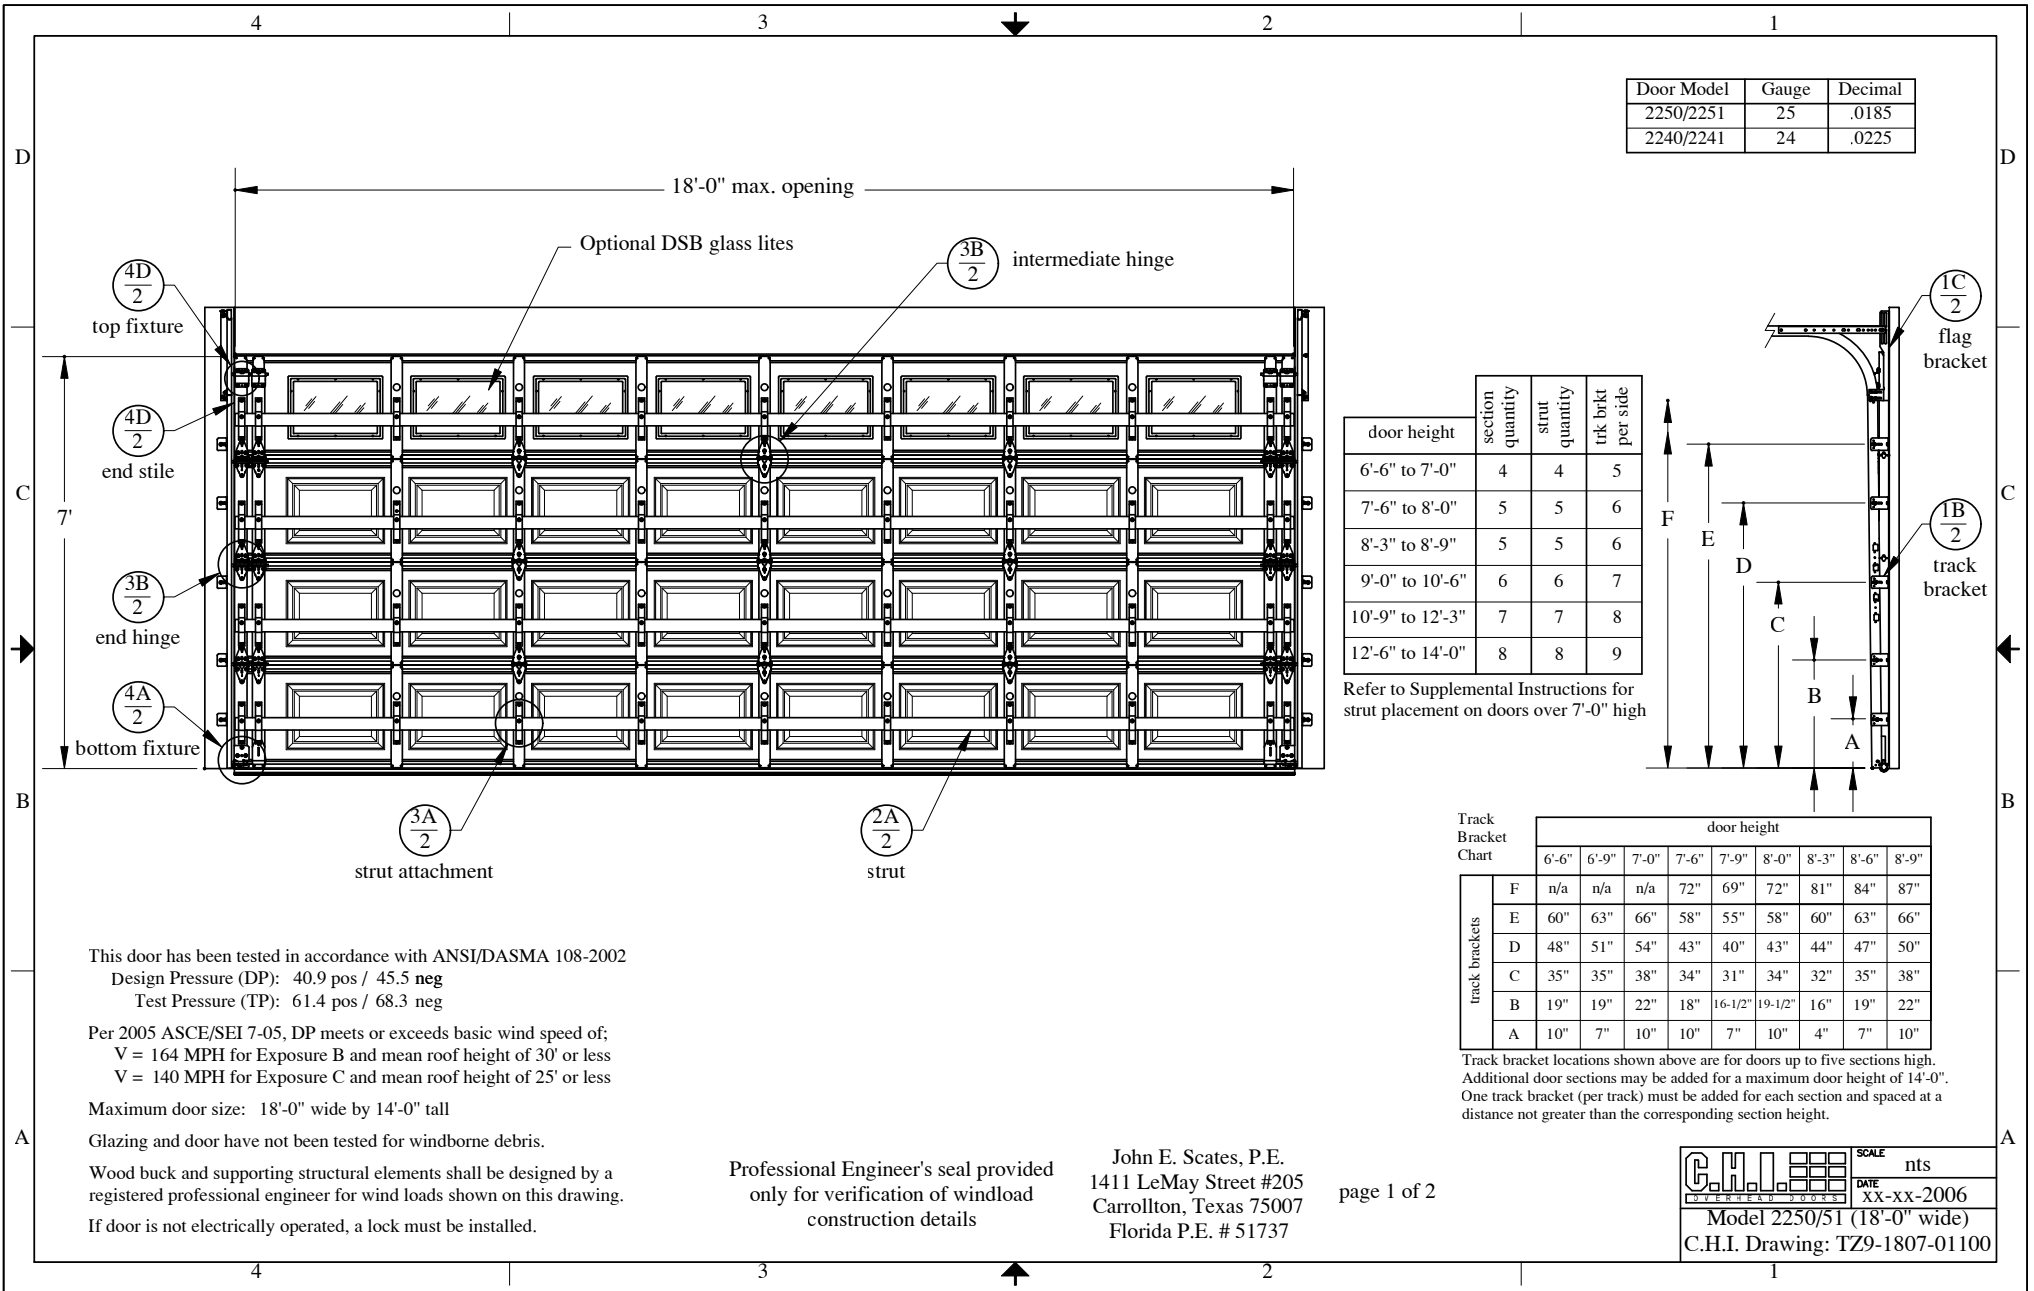 4 3 2 1
D
C
B
A
D
C
B
A
Door Model Gauge Decimal
2250/2251 25 .0185
2240/2241 24 .0225
18'-0" max. opening
Optional DSB glass lites
3B
2
intermediate hinge
4D
2
top fixture
4D
2
end stile
7'
3B
2
end hinge
4A
2
bottom fixture
3A
2
strut attachment
2A
2
strut
door height section quantity strut quantity trk brkt per side
6'-6" to 7'-0" 4 4 5
7'-6" to 8'-0" 5 5 6
8'-3" to 8'-9" 5 5 6
9'-0" to 10'-6" 6 6 7
10'-9" to 12'-3" 7 7 8
12'-6" to 14'-0" 8 8 9
Refer to Supplemental Instructions for
strut placement on doors over 7'-0" high
1C
2
flag
bracket
1B
2
track
bracket
F
E
D
C
B
A
Track
Bracket
Chart
door height
6'-6" 6'-9" 7'-0" 7'-6" 7'-9" 8'-0" 8'-3" 8'-6" 8'-9"
track brackets
F n/a n/a n/a 72" 69" 72" 81" 84" 87"
E 60" 63" 66" 58" 55" 58" 60" 63" 66"
D 48" 51" 54" 43" 40" 43" 44" 47" 50"
C 35" 35" 38" 34" 31" 34" 32" 35" 38"
B 19" 19" 22" 18" 16-1/2" 19-1/2" 16" 19" 22"
A 10" 7" 10" 10" 7" 10" 4" 7" 10"
Track bracket locations shown above are for doors up to five sections high.
Additional door sections may be added for a maximum door height of 14'-0".
One track bracket (per track) must be added for each section and spaced at a
distance not greater than the corresponding section height.
This door has been tested in accordance with ANSI/DASMA 108-2002
Design Pressure (DP): 40.9 pos / 45.5 neg
Test Pressure (TP): 61.4 pos / 68.3 neg
Per 2005 ASCE/SEI 7-05, DP meets or exceeds basic wind speed of;
V = 164 MPH for Exposure B and mean roof height of 30' or less
V = 140 MPH for Exposure C and mean roof height of 25' or less
Maximum door size: 18'-0" wide by 14'-0" tall
Glazing and door have not been tested for windborne debris.
Wood buck and supporting structural elements shall be designed by a
registered professional engineer for wind loads shown on this drawing.
If door is not electrically operated, a lock must be installed.
Professional Engineer's seal provided
only for verification of windload
construction details
John E. Scates, P.E.
1411 LeMay Street #205
Carrollton, Texas 75007
Florida P.E. # 51737
page 1 of 2
C.H.I.
OVERHEAD DOORS
SCALE
nts
DATE
xx-xx-2006
Model 2250/51 (18'-0" wide)
C.H.I. Drawing: TZ9-1807-01100
4 3 2 1